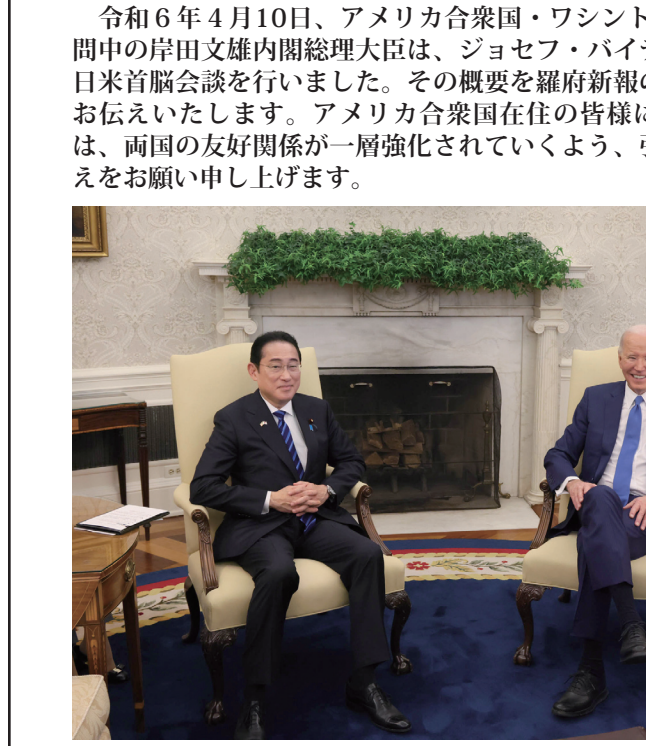 令和６年４月10日、アメリカ合衆国・ワシント
問中の岸田文雄内閣総理大臣は、ジョセフ・バイデ
日米首脳会談を行いました。その概要を羅府新報の
お伝えいたします。アメリカ合衆国在住の皆様に
は、両国の友好関係が一層強化されていくよう、引
えをお願い申し上げます。